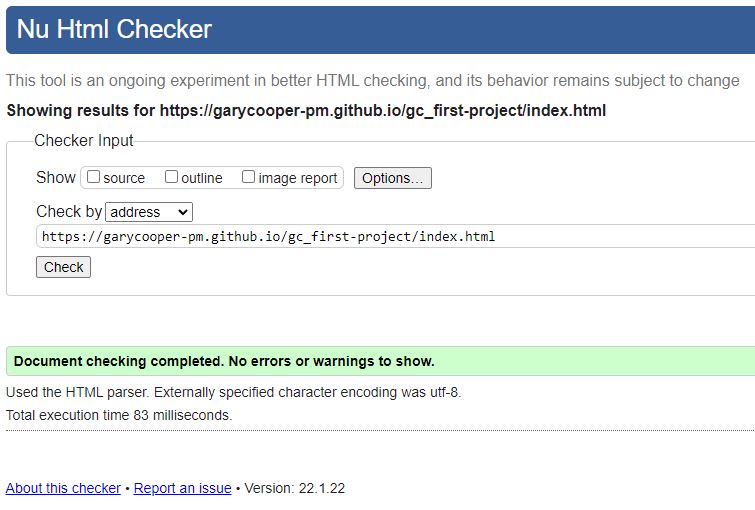 Nu Html Checker
This tool is an ongoing experiment in better HTML checking, and its behavior remains subject to change
Showing results for https://garycooper-pm.github.io/gc_first-project/index.html
Checker Input
Show source outline image report Options...
Check by address
https://garycooper-pm.github.io/gc_first-project/index.html
Check
Document checking completed. No errors or warnings to show.
Used the HTML parser. Externally specified character encoding was utf-8.
Total execution time 83 milliseconds.
About this checker • Report an issue • Version: 22.1.22